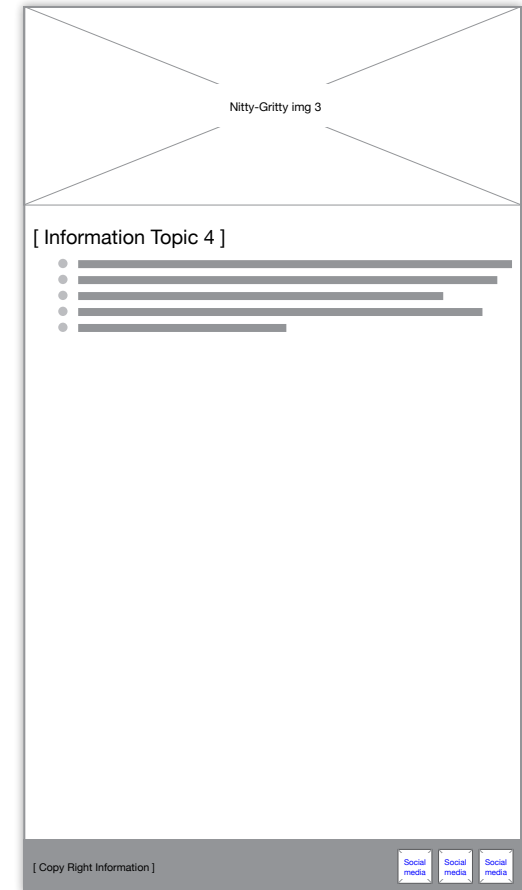 Nitty-Gritty img 3
[ Information Topic 4 ]
[ Copy Right Information ]
Social
media
Social
media
Social
media